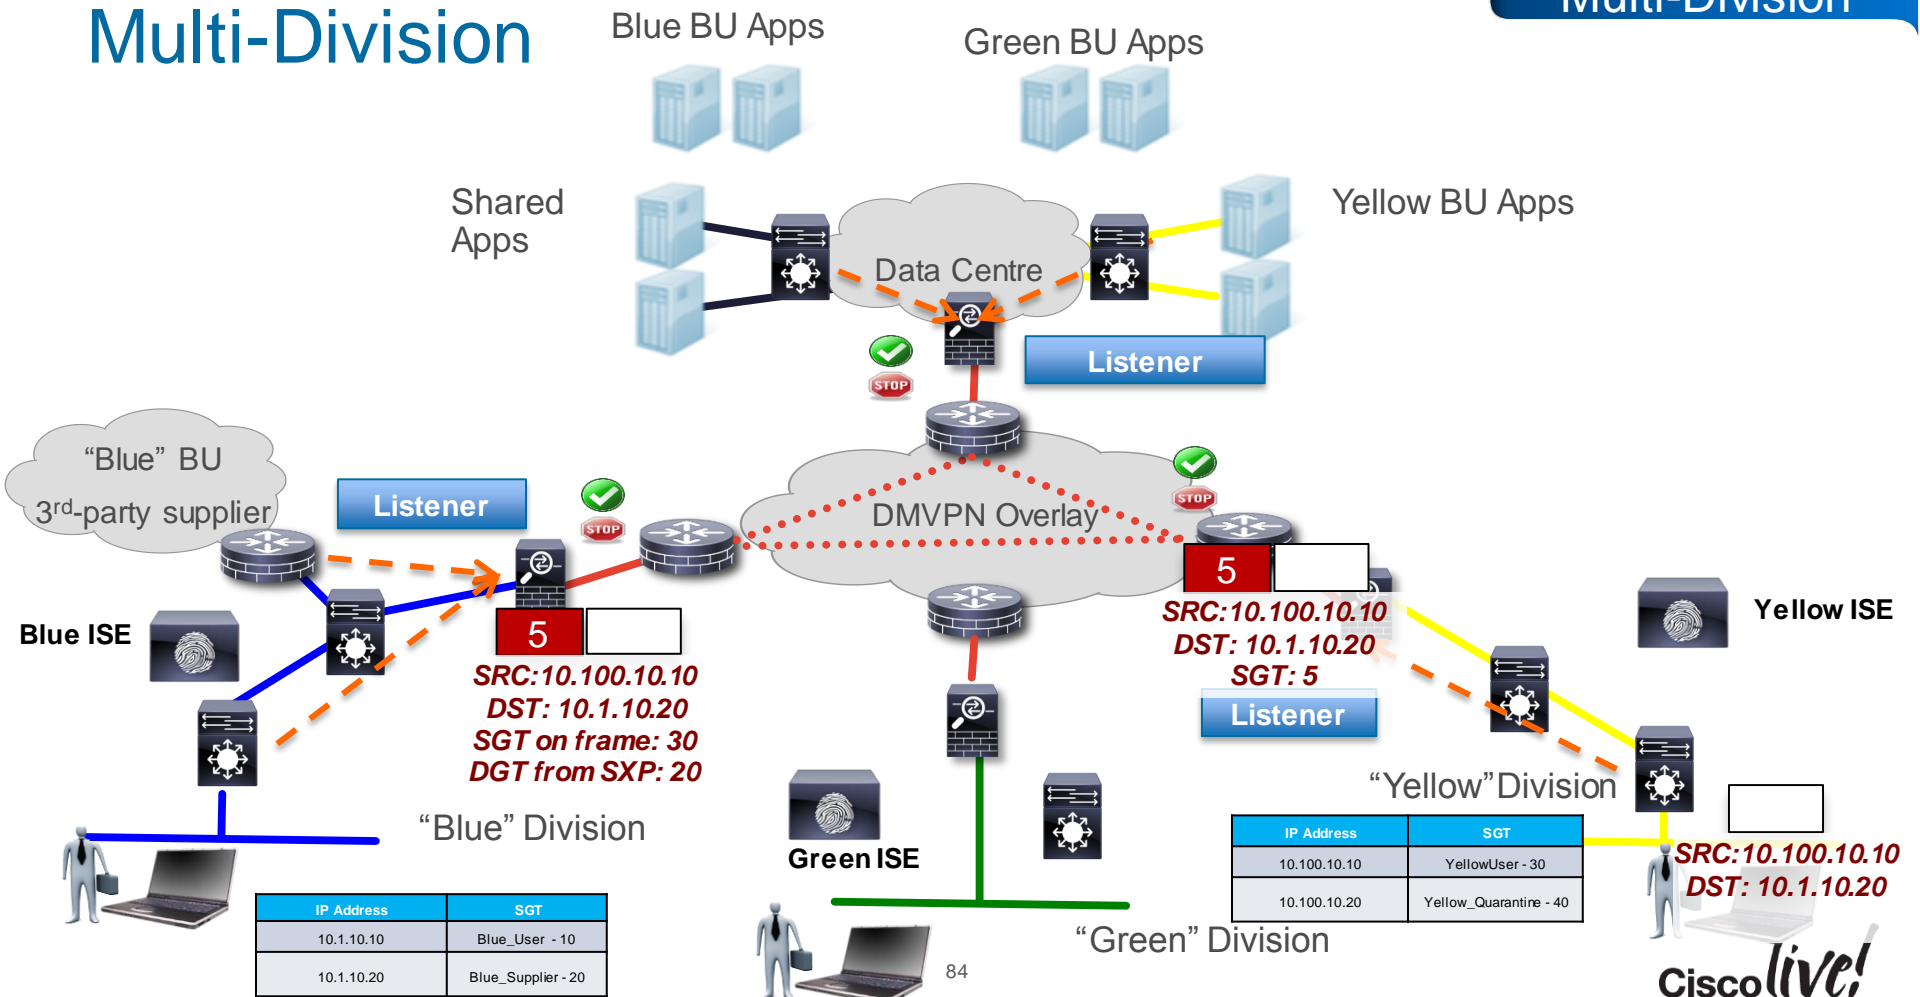 Multi-Division
Multi-Division
Blue BU Apps
Green BU Apps
Shared
Apps
Yellow BU Apps
Data Centre
STOP
Listener
“Blue” BU
3rd-party supplier
Listener
STOP
DMVPN Overlay
STOP
5
SRC:10.100.10.10
DST: 10.1.10.20
SGT: 5
Listener
Yellow ISE
Blue ISE
5
SRC:10.100.10.10
DST: 10.1.10.20
SGT on frame: 30
DGT from SXP: 20
“Blue” Division
Green ISE
“Yellow”Division
IP Address SGT
10.100.10.10 YellowUser - 30
10.100.10.20 Yellow_Quarantine - 40
SRC:10.100.10.10
DST: 10.1.10.20
IP Address SGT
10.1.10.10 Blue_User - 10
10.1.10.20 Blue_Supplier - 20
“Green” Division
84
Cisco live!